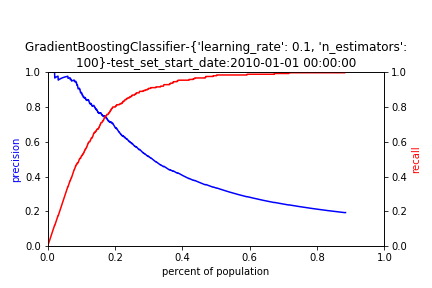 GradientBoostingClassifier-{'learning_rate': 0.1, 'n_estimators':
100}-test_set_start_date:2010-01-01 00:00:00
1.0
0.8
0.6
0.4
0.2
0.0
precision
1.0
0.8
0.6
0.4
0.2
0.0
recall
0.0 0.2 0.4 0.6 0.8 1.0
percent of population